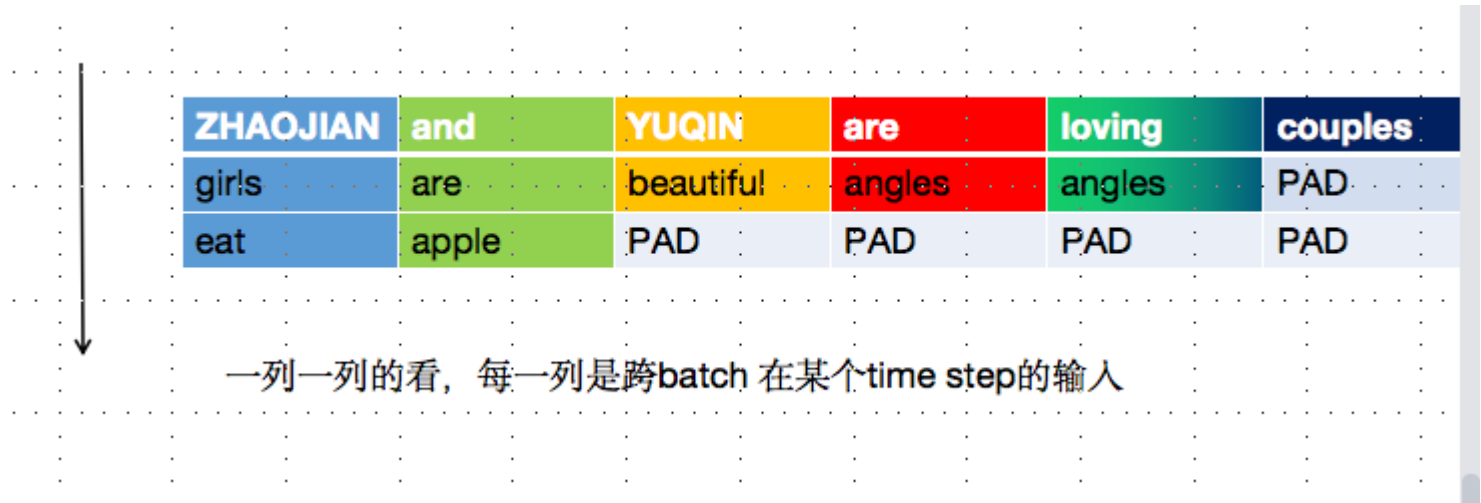 ZHAOJIAN and YUQIN are loving couples
girls are beautiful angles angles PAD
eat apple PAD PAD PAD PAD
一列一列的看，每一列是跨batch 在某个time step的输入